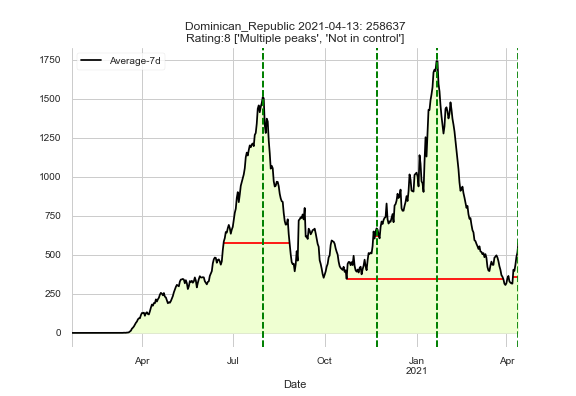 Dominican_Republic 2021-04-13: 258637
Rating:8 ['Multiple peaks', 'Not in control']
Average-7d
1750
1500
1250
1000
750
500
250
0
Apr
Jul
Oct
Jan
2021
Apr
Date